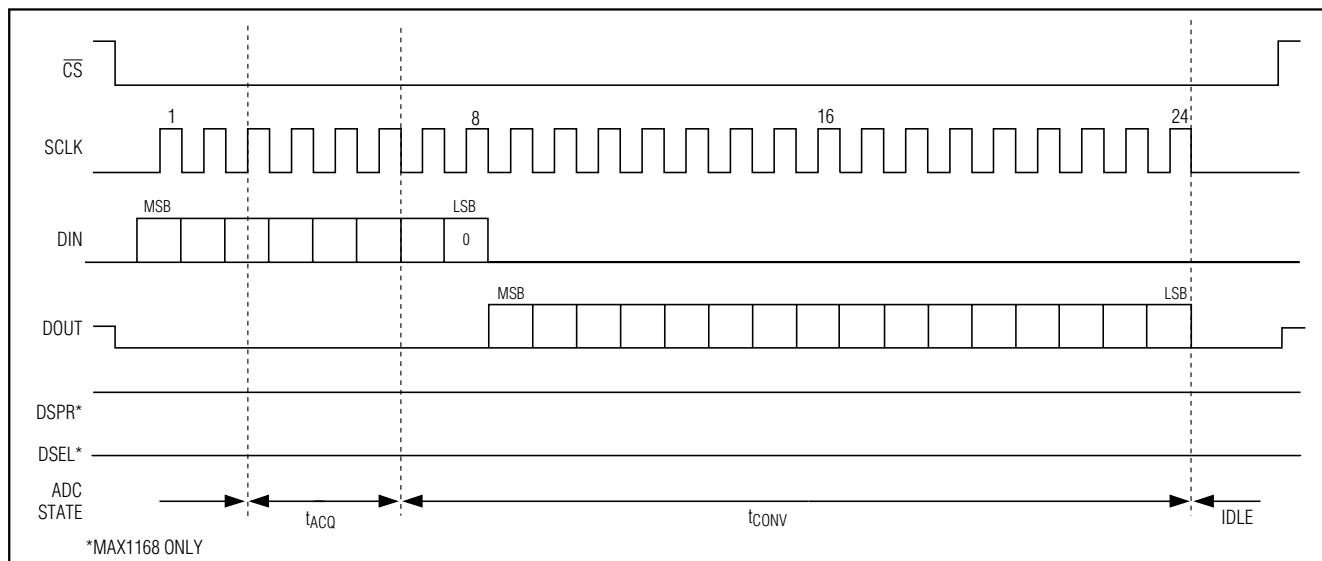 CS
1 8 16 24
SCLK
MSB LSB
DIN 0
MSB LSB
DOUT
DSPR*
DSEL*
ADC
STATE
tACQ tCONV IDLE
*MAX1168 ONLY